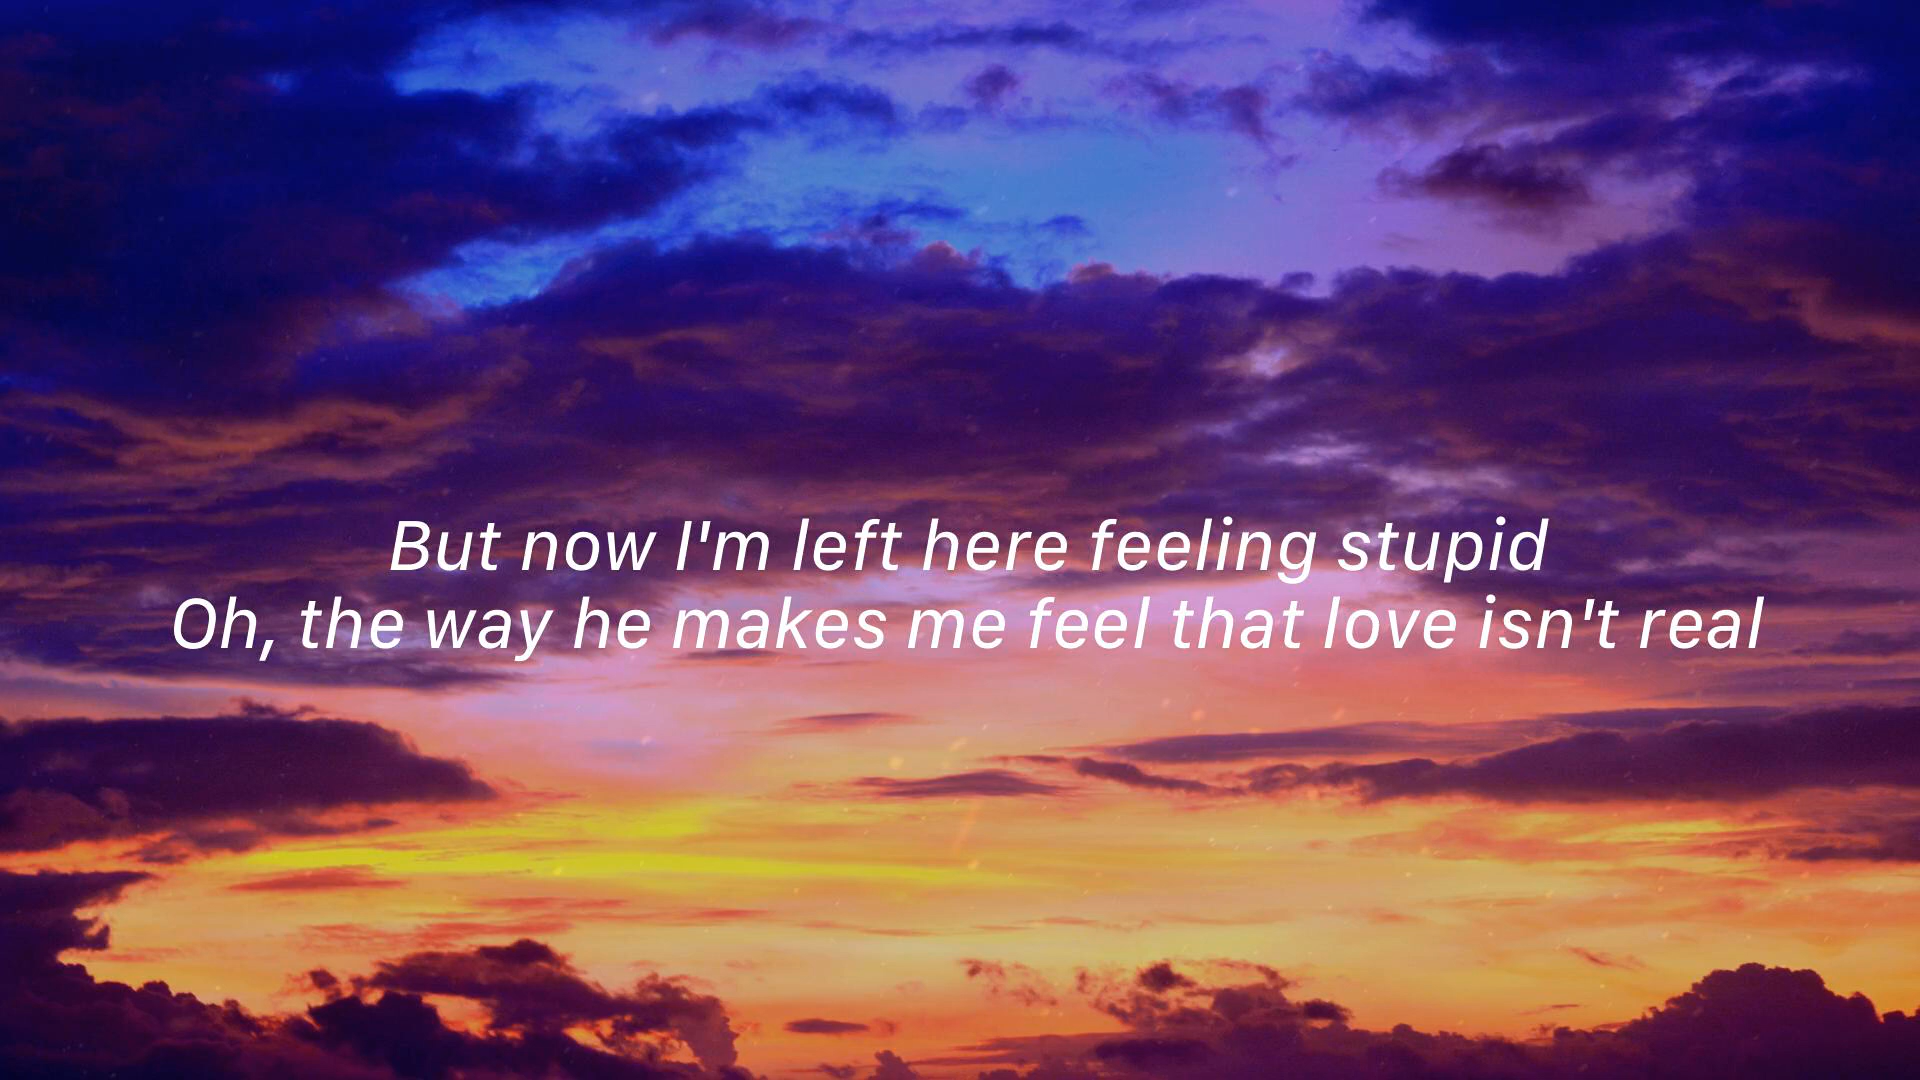 But now I'm left here feeling stupid
Oh, the way he makes me feel that love isn't real